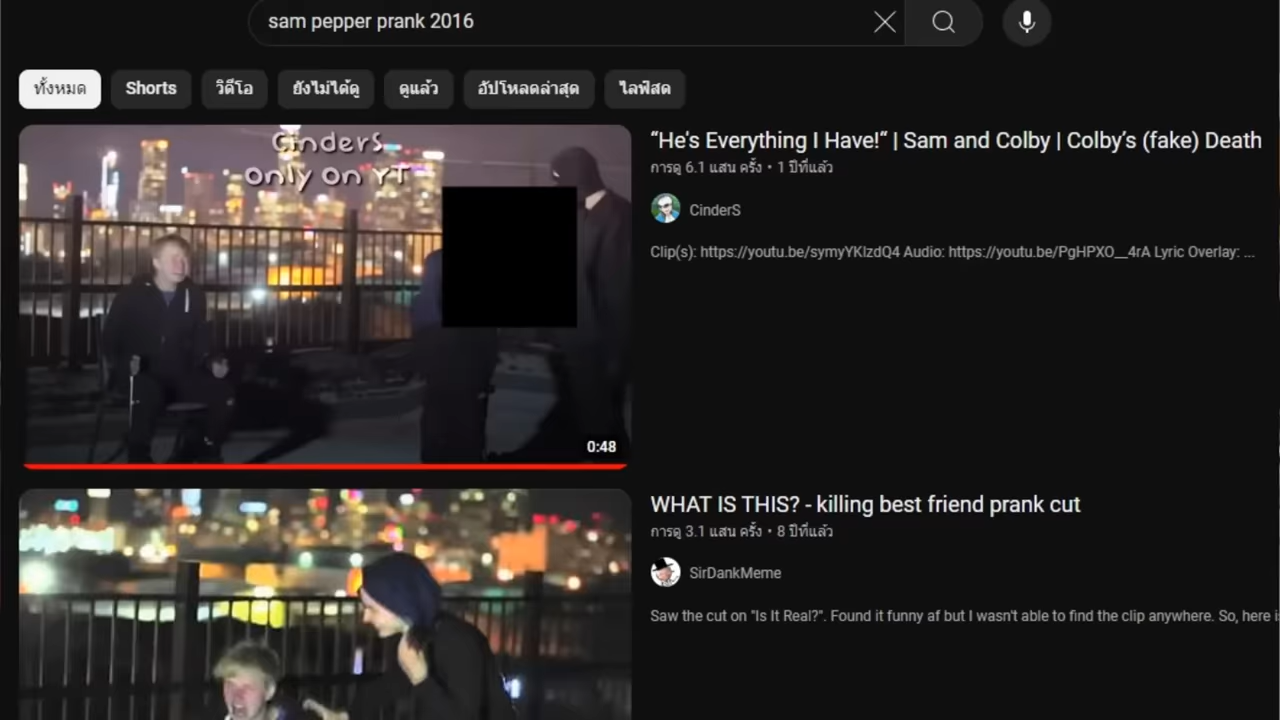 sam pepper prank 2016
ทั้งหมด
Shorts
วิดีโอ
ยังไม่ได้ดู
ดูแล้ว
อัปโหลดล่าสุด
ไลฟ์สด
CinderS
Only on YT
0:48
“He's Everything I Have!” | Sam and Colby | Colby’s (fake) Death
การดู 6.1 แสน ครั้ง • 1 ปีที่แล้ว
CinderS
Clip(s): https://youtu.be/symyYKIzdQ4 Audio: https://youtu.be/PgHPXO__4rA Lyric Overlay: ...
WHAT IS THIS? - killing best friend prank cut
การดู 3.1 แสน ครั้ง • 8 ปีที่แล้ว
SirDankMeme
Saw the cut on "Is It Real?". Found it funny af but I wasn't able to find the clip anywhere. So, here i